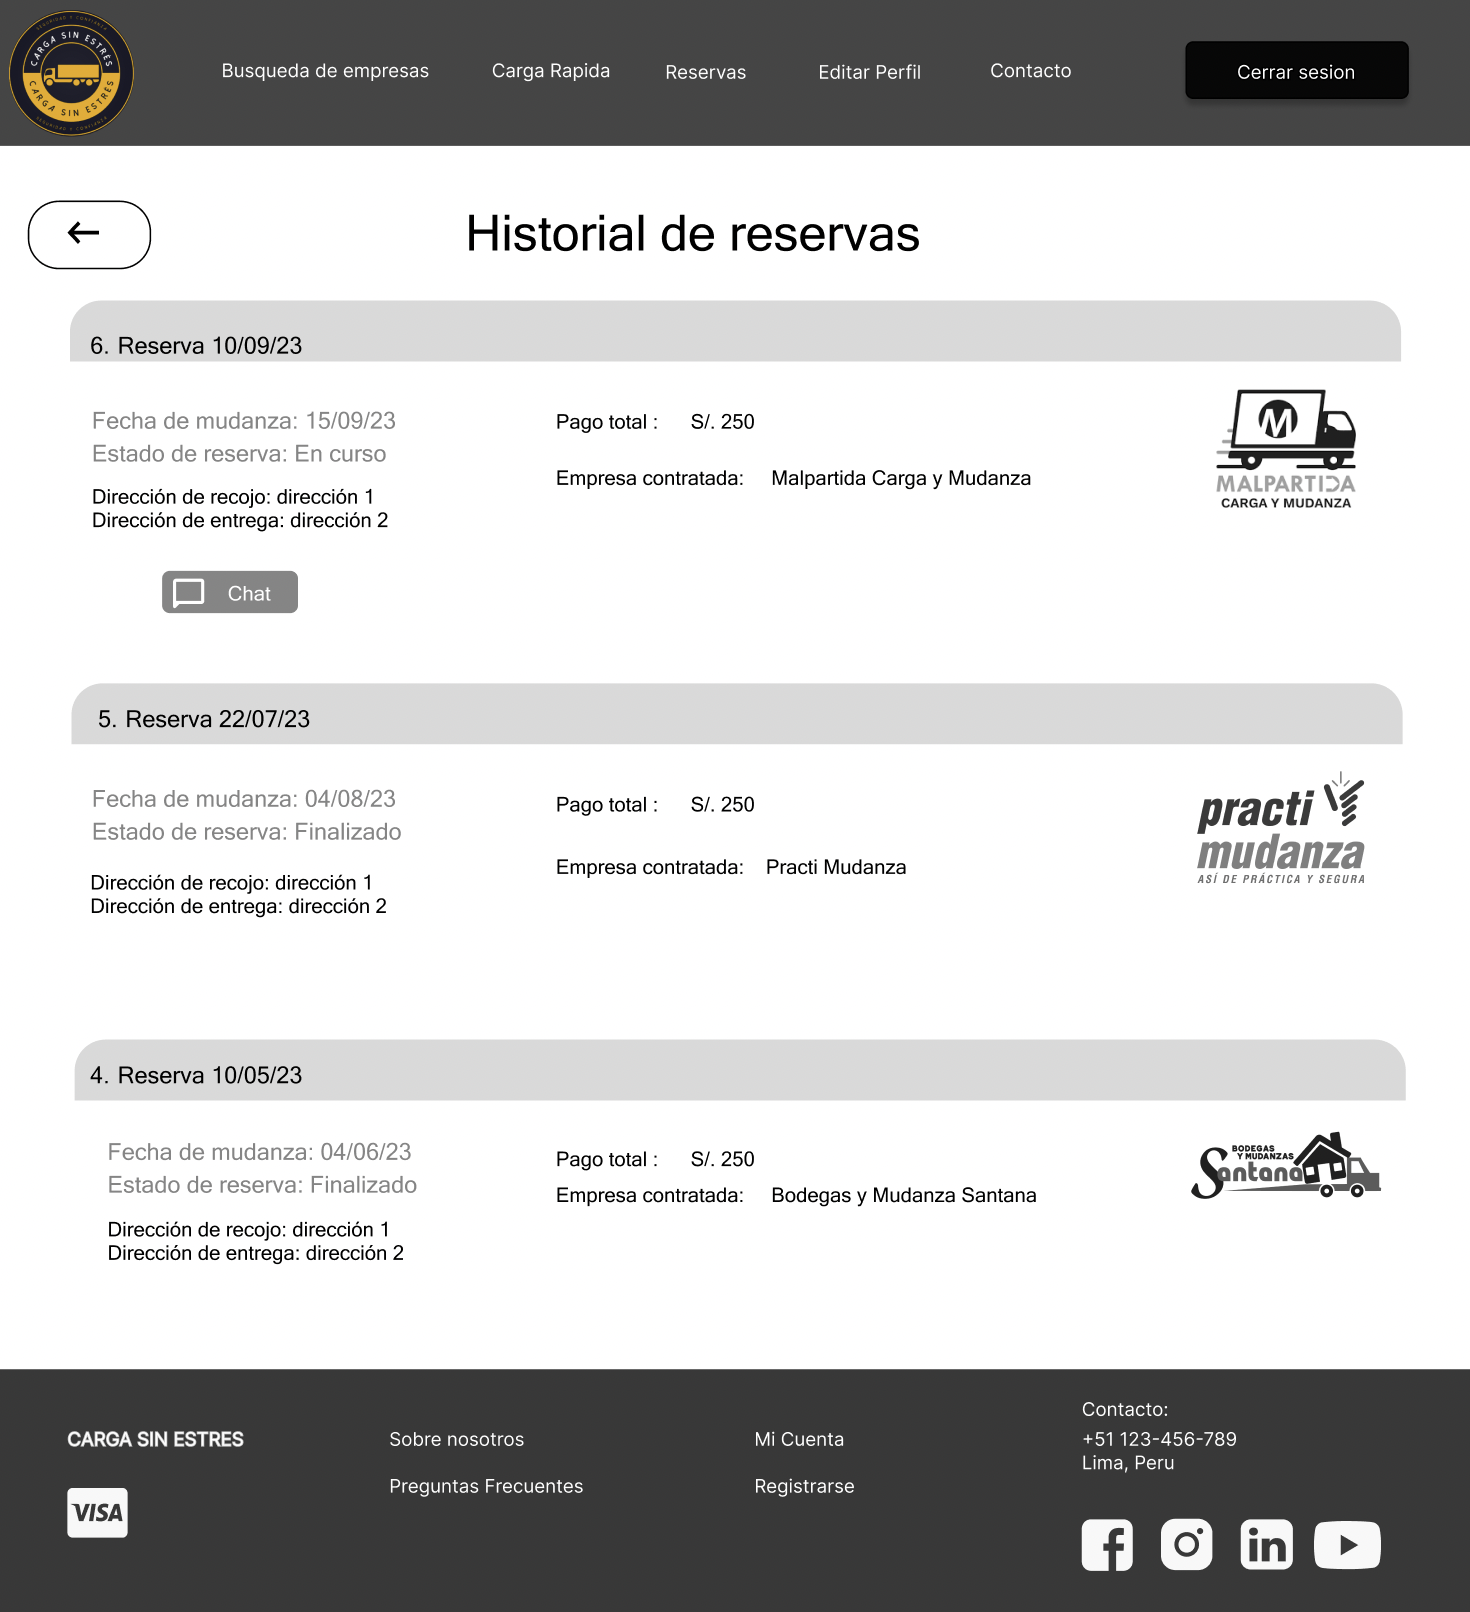 SEGURIDAD Y CONFIANZA
CARGA SIN ESTRÉS
CARGA SIN ESTRÉS
SEGURIDAD Y CONFIANZA
Busqueda de empresas
Carga Rapida
Reservas
Editar Perfil
Contacto
Cerrar sesion
Historial de reservas
6. Reserva 10/09/23
Fecha de mudanza: 15/09/23
Estado de reserva: En curso
Dirección de recojo: dirección 1
Dirección de entrega: dirección 2
Chat
Pago total : S/. 250
Empresa contratada: Malpartida Carga y Mudanza
M
MALPARTIDA
CARGA Y MUDANZA
5. Reserva 22/07/23
Fecha de mudanza: 04/08/23
Estado de reserva: Finalizado
Dirección de recojo: dirección 1
Dirección de entrega: dirección 2
Pago total : S/. 250
Empresa contratada: Practi Mudanza
practi
mudanza
ASÍ DE PRÁCTICA Y SEGURA
4. Reserva 10/05/23
Fecha de mudanza: 04/06/23
Estado de reserva: Finalizado
Dirección de recojo: dirección 1
Dirección de entrega: dirección 2
Pago total : S/. 250
Empresa contratada: Bodegas y Mudanza Santana
BODEGAS
Y MUDANZAS
Santana
CARGA SIN ESTRES
VISA
Sobre nosotros
Preguntas Frecuentes
Mi Cuenta
Registrarse
Contacto:
+51 123-456-789
Lima, Peru
in